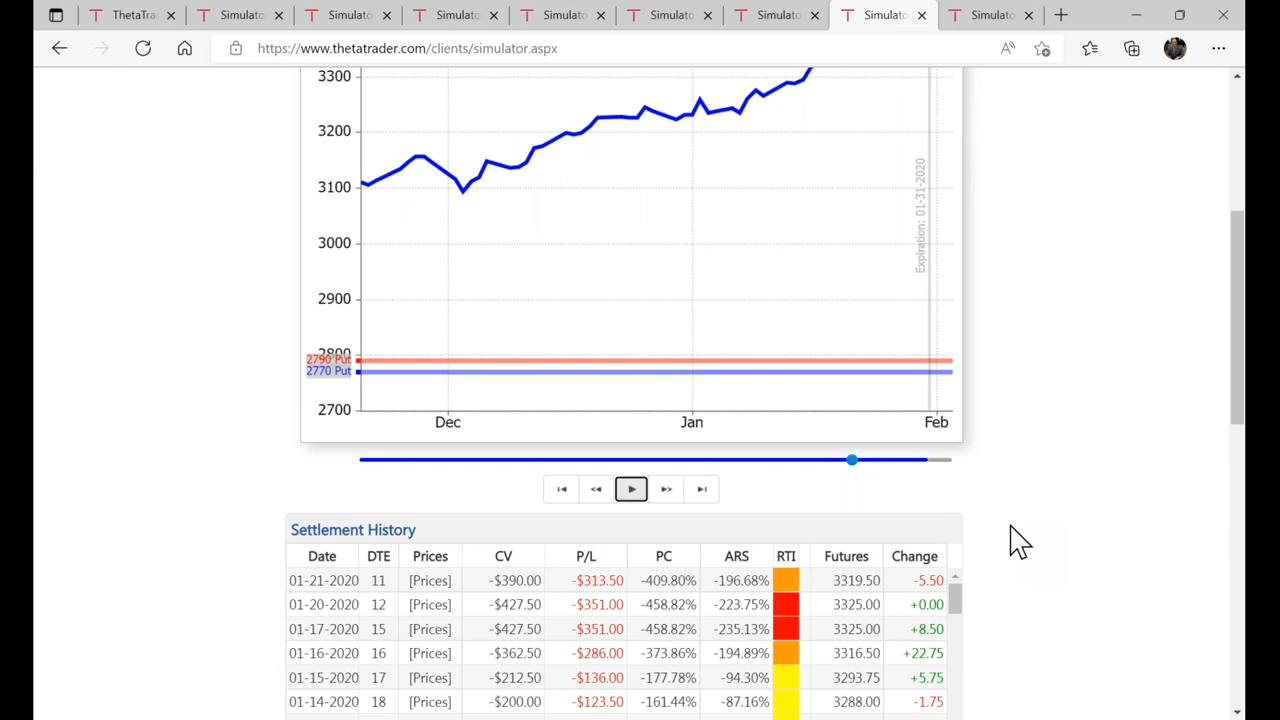 ThetaTra
Simulato
Simulato
Simulato
Simulato
Simulato
Simulato
Simulato
Simulato
https://www.thetatrader.com/clients/simulator.aspx
3300
3200
3100
3000
2900
2800
2790 Put
2770 Put
2700
Expiration: 01-31-2020
Dec Jan Feb
Settlement History
Date DTE Prices CV P/L PC ARS RTI Futures Change
01-21-2020 11 [Prices] -$390.00 -$313.50 -409.80% -196.68% 3319.50 -5.50
01-20-2020 12 [Prices] -$427.50 -$351.00 -458.82% -223.75% 3325.00 +0.00
01-17-2020 15 [Prices] -$427.50 -$351.00 -458.82% -235.13% 3325.00 +8.50
01-16-2020 16 [Prices] -$362.50 -$286.00 -373.86% -194.89% 3316.50 +22.75
01-15-2020 17 [Prices] -$212.50 -$136.00 -177.78% -94.30% 3293.75 +5.75
01-14-2020 18 [Prices] -$200.00 -$123.50 -161.44% -87.16% 3288.00 -1.75